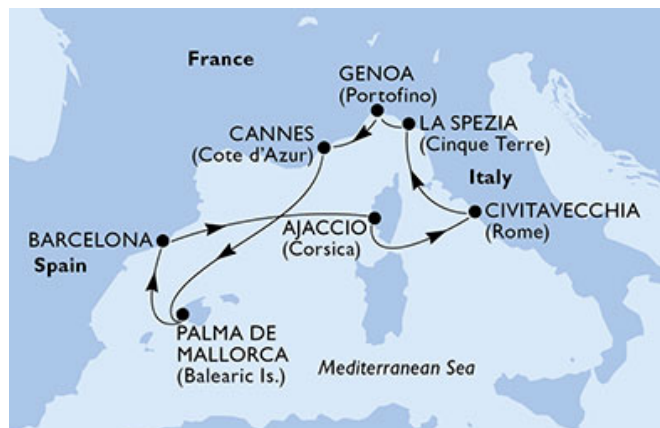 France
GENOA
(Portofino)
CANNES
(Cote d'Azur)
LA SPEZIA
(Cinque Terre)
Italy
CIVITAVECCHIA
(Rome)
AJACCIO
(Corsica)
BARCELONA
Spain
PALMA DE
MALLORCA
(Balearic Is.)
Mediterranean Sea